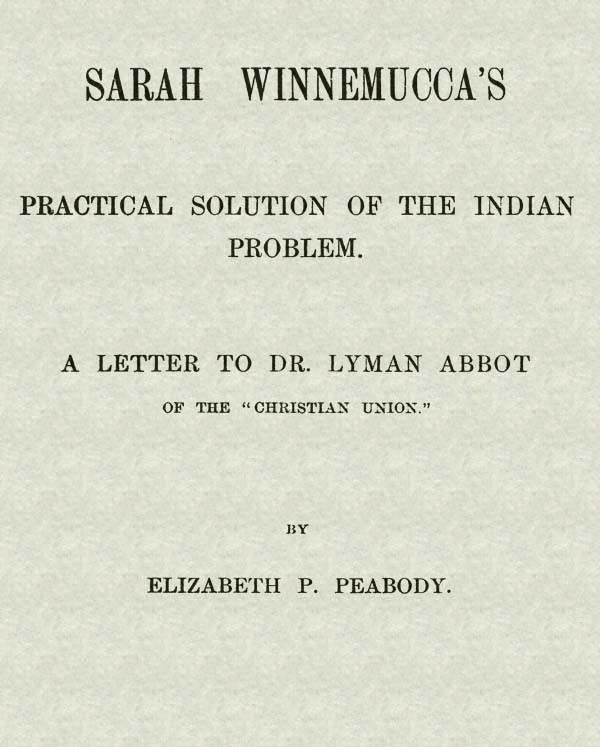 SARAH WINNEMUCCA'S
PRACTICAL SOLUTION OF THE INDIAN
PROBLEM.
A LETTER TO DR. LYMAN ABBOT
OF THE "CHRISTIAN UNION."
BY
ELIZABETH P. PEABODY.